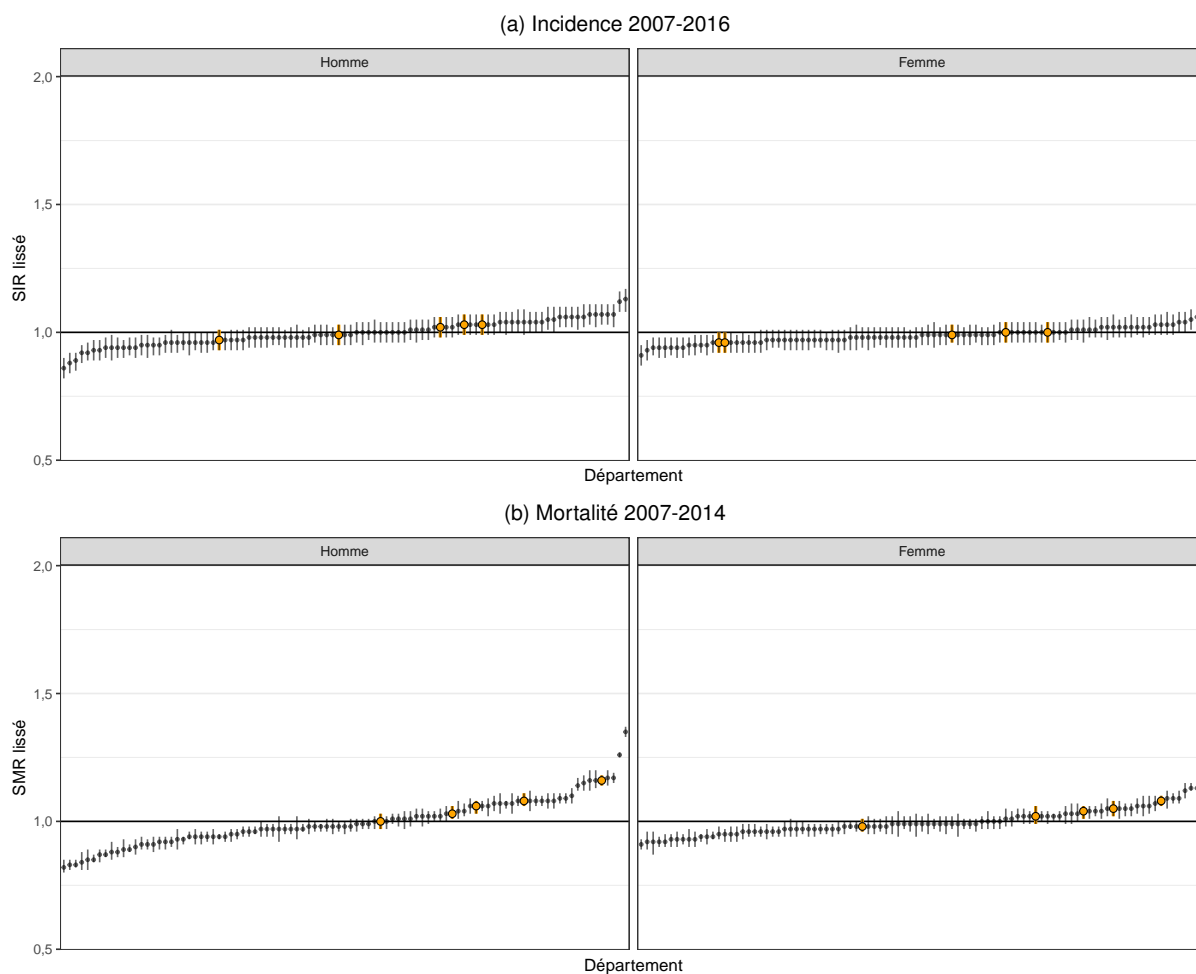 (a) Incidence 2007-2016
Homme
Femme
2,0
1,5
1,0
0,5
SIR lissé
Département
(b) Mortalité 2007-2014
Homme
Femme
2,0
1,5
1,0
0,5
SMR lissé
Département